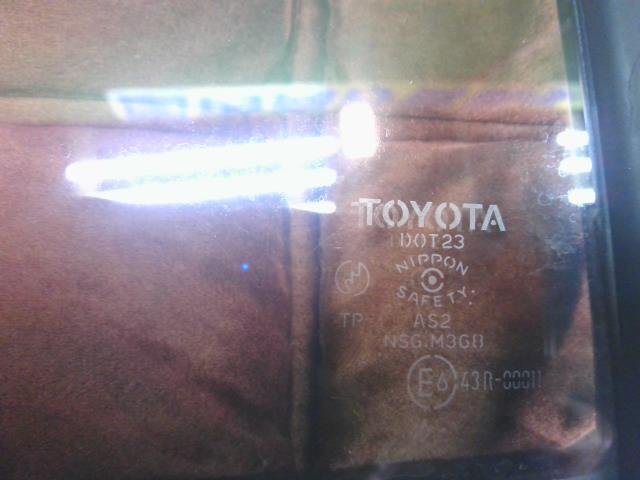 TOYOTA
DOT23
NIPPON
SAFETY
TP AS2
NSG.M3G8
E6 43R-00011